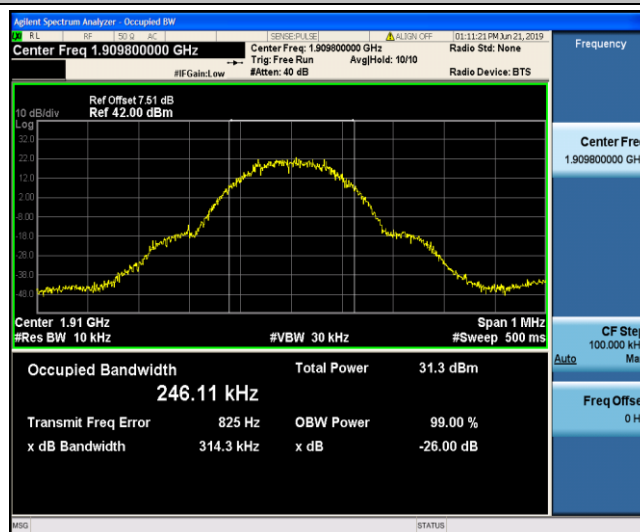 Agilent Spectrum Analyzer - Occupied BW
RL RF 50 Ω AC SENSE:PULSE ALIGN OFF 01:11:21 PM Jun 21, 2019
Center Freq 1.909800000 GHz Center Freq: 1.909800000 GHz Radio Std: None Frequency
Trig: Free Run Avg|Hold: 10/10
#IFGain:Low #Atten: 40 dB Radio Device: BTS
Ref Offset 7.51 dB
10 dB/div Ref 42.00 dBm
Log
32.0
22.0
12.0
2.00
-8.00
-18.0
-28.0
-38.0
-48.0
Center Fre
1.909800000 GH
Center 1.91 GHz Span 1 MHz
#Res BW 10 kHz #VBW 30 kHz #Sweep 500 ms
CF Step
100.000 kH
Auto Ma
Occupied Bandwidth Total Power 31.3 dBm
246.11 kHz
Transmit Freq Error 825 Hz OBW Power 99.00 %
x dB Bandwidth 314.3 kHz x dB -26.00 dB
Freq Offse
0 H
MSG STATUS